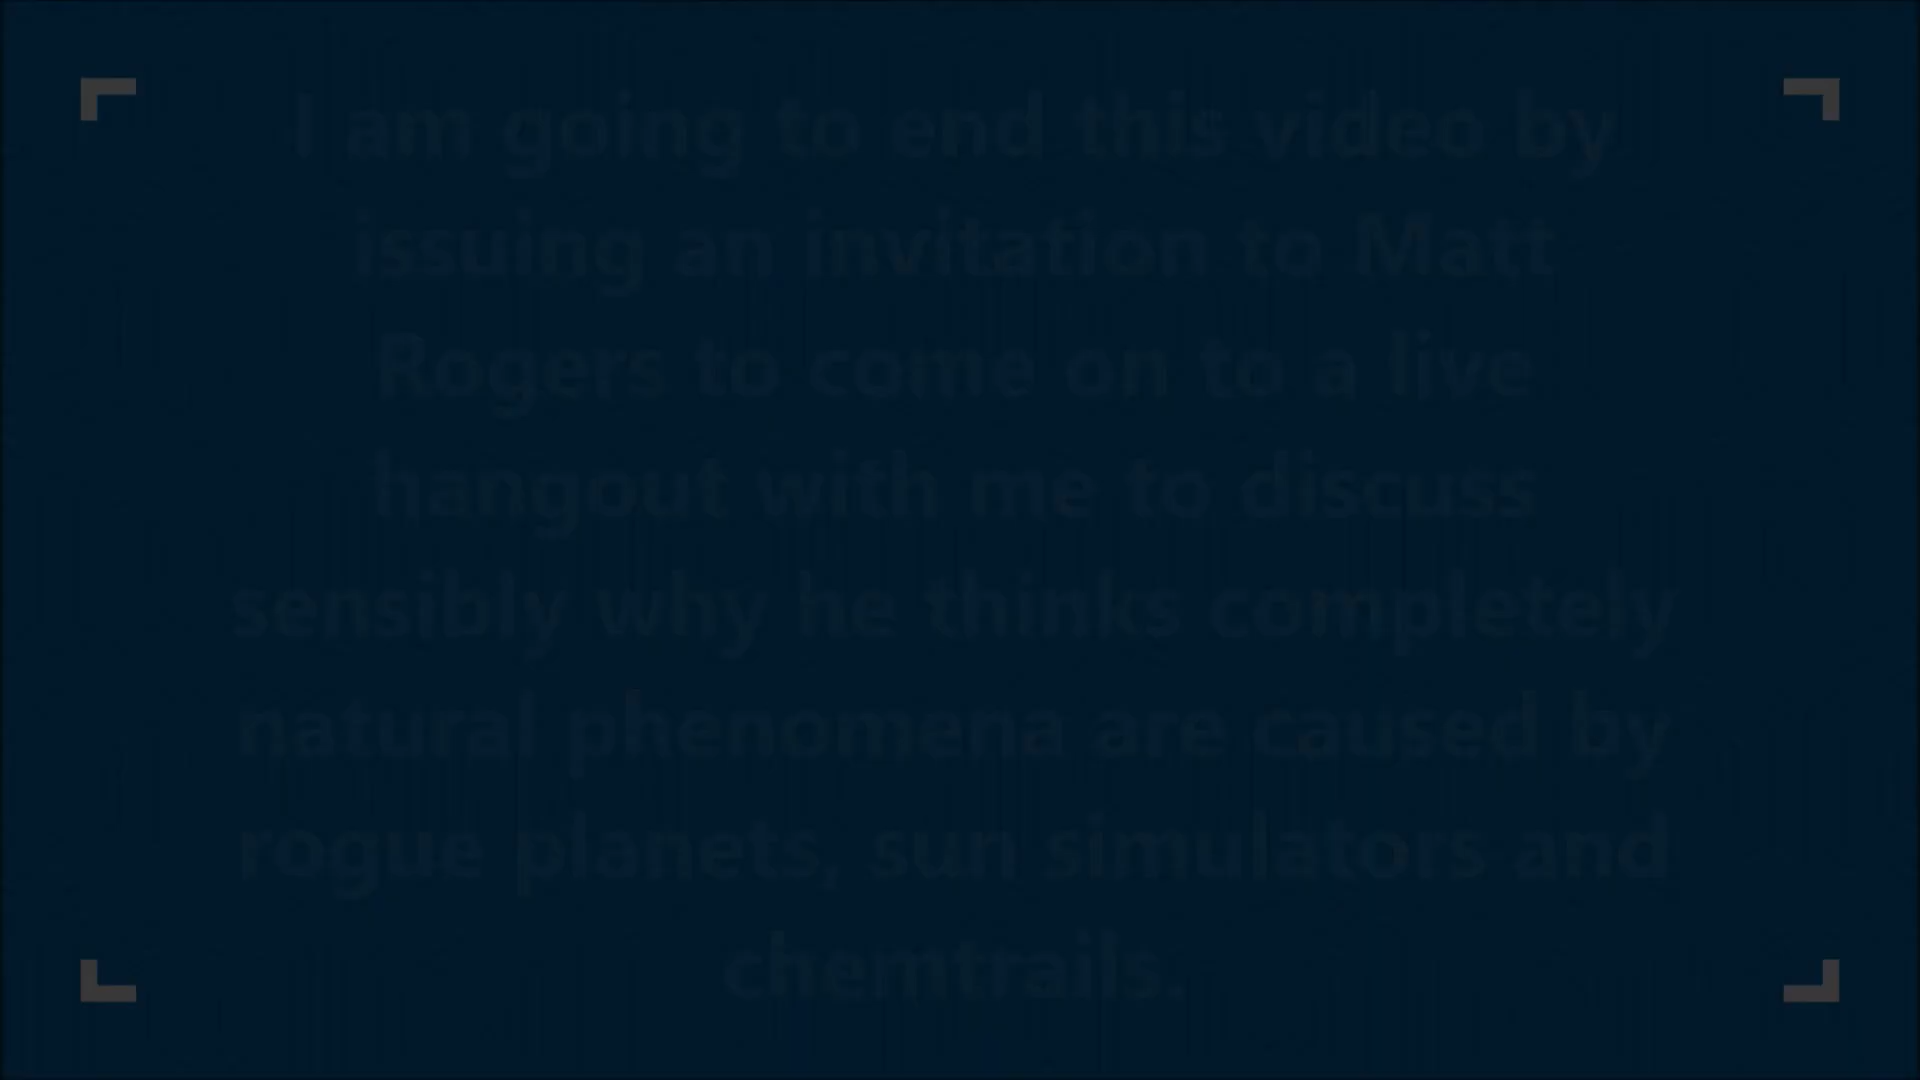 I am going to end this video by
issuing an invitation to Matt
Rogers to come on to a live
hangout with me to discuss
sensibly why he thinks completely
natural phenomena are caused by
rogue planets, sun simulators and
chemtrails.